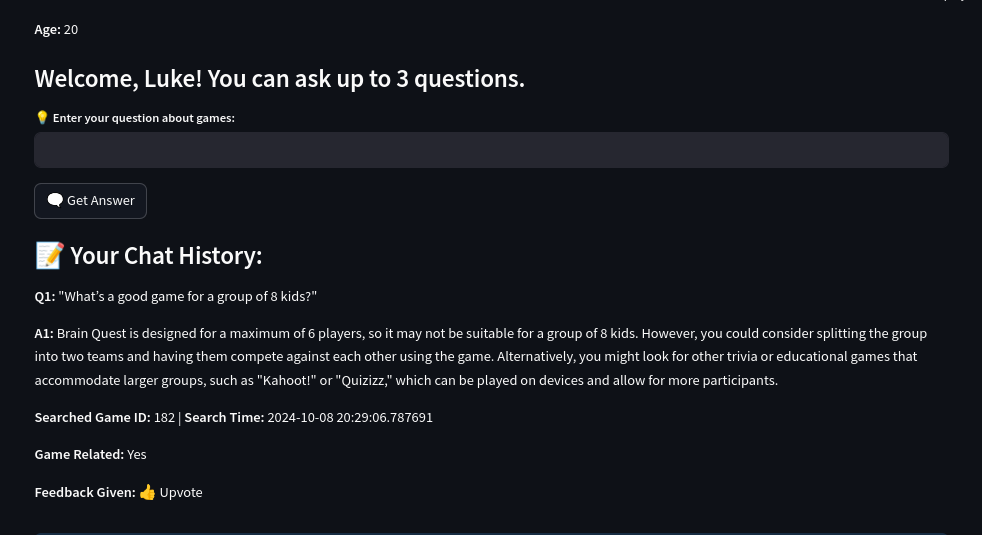 Age: 20
Welcome, Luke! You can ask up to 3 questions.
💡 Enter your question about games:
💬 Get Answer
📝 Your Chat History:
Q1: "What's a good game for a group of 8 kids?"
A1: Brain Quest is designed for a maximum of 6 players, so it may not be suitable for a group of 8 kids. However, you could consider splitting the group
into two teams and having them compete against each other using the game. Alternatively, you might look for other trivia or educational games that
accommodate larger groups, such as "Kahoot!" or "Quizizz," which can be played on devices and allow for more participants.
Searched Game ID: 182 | Search Time: 2024-10-08 20:29:06.787691
Game Related: Yes
Feedback Given: 👍 Upvote